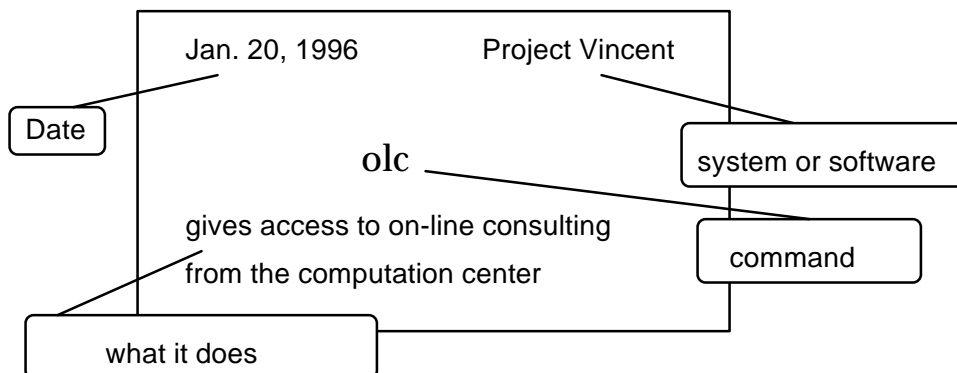 Jan. 20, 1996
Project Vincent
Date
olc
system or software
gives access to on-line consulting
from the computation center
command
what it does